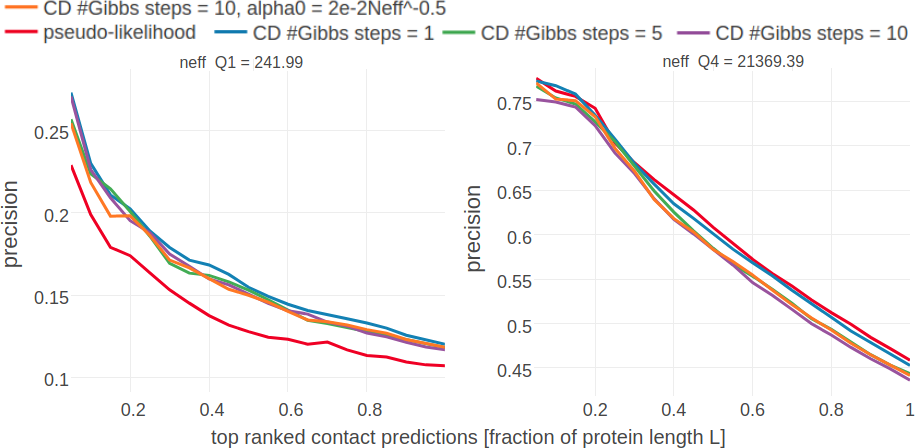 CD #Gibbs steps = 10, alpha0 = 2e-2Neff^-0.5
pseudo-likelihood CD #Gibbs steps = 1 CD #Gibbs steps = 5 CD #Gibbs steps = 10
neff Q1 = 241.99
neff Q4 = 21369.39
precision
0.25
0.2
0.15
0.1
0.2 0.4 0.6 0.8
precision
0.75
0.7
0.65
0.6
0.55
0.5
0.45
0.2 0.4 0.6 0.8 1
top ranked contact predictions [fraction of protein length L]